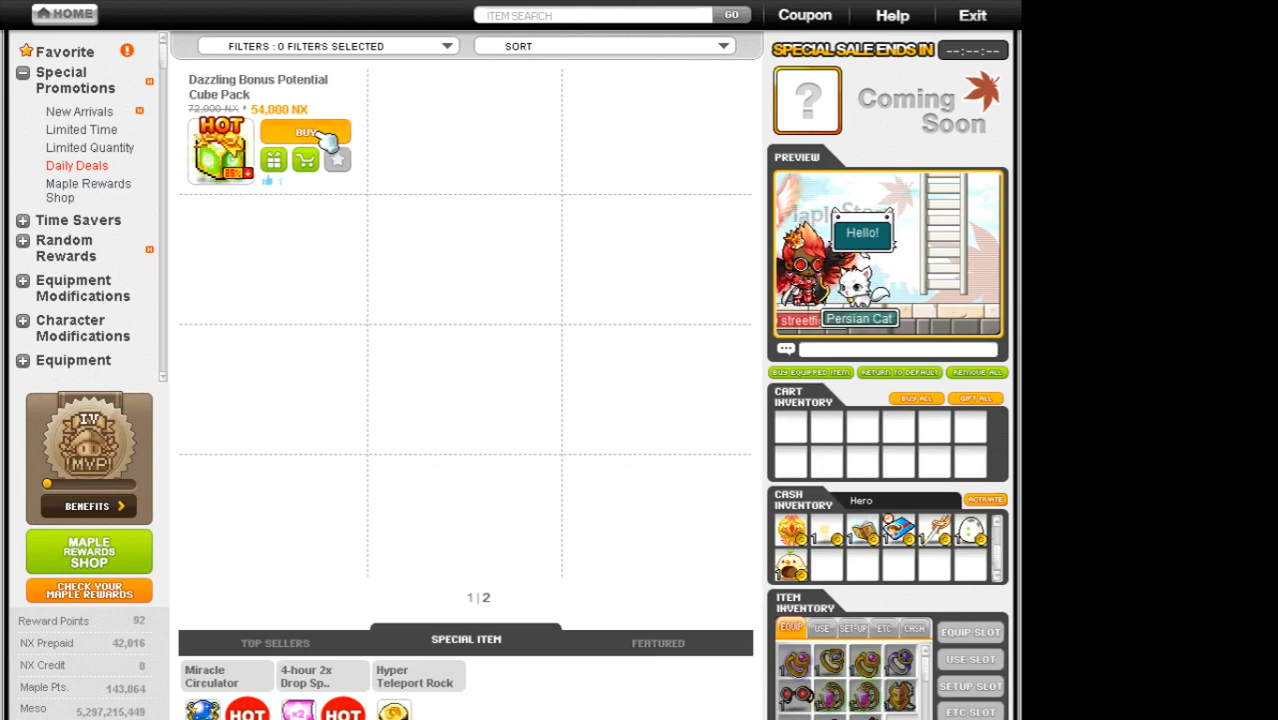 HOME
ITEM SEARCH
GO
Coupon
Help
Exit
Favorite
Special
Promotions
New Arrivals
Limited Time
Limited Quantity
Daily Deals
Maple Rewards
Shop
Time Savers
Random
Rewards
Equipment
Modifications
Character
Modifications
Equipment
IV
MVP
BENEFITS
MAPLE
REWARDS
SHOP
CHECK YOUR
MAPLE REWARDS
Reward Points 92
NX Prepaid 42,016
NX Credit 0
Maple Pts. 143,064
Meso 5,297,215,449
FILTERS : 0 FILTERS SELECTED
SORT
Dazzling Bonus Potential
Cube Pack
72,000 NX 54,000 NX
HOT
25%
BUY
1
1 | 2
TOP SELLERS
SPECIAL ITEM
FEATURED
Miracle
Circulator
4-hour 2x
Drop Sp..
Hyper
Teleport Rock
HOT
x2
HOT
SPECIAL SALE ENDS IN --:--:--
?
Coming
Soon
PREVIEW
Hello!
streetfi
Persian Cat
BUY EQUIPPED ITEM
RETURN TO DEFAULT
REMOVE ALL
CART
INVENTORY
BUY ALL
GIFT ALL
CASH
INVENTORY
Hero
ACTIVATE
ITEM
INVENTORY
EQUIP
USE
SET-UP
ETC
CASH
EQUIP SLOT
USE SLOT
SETUP SLOT
ETC SLOT